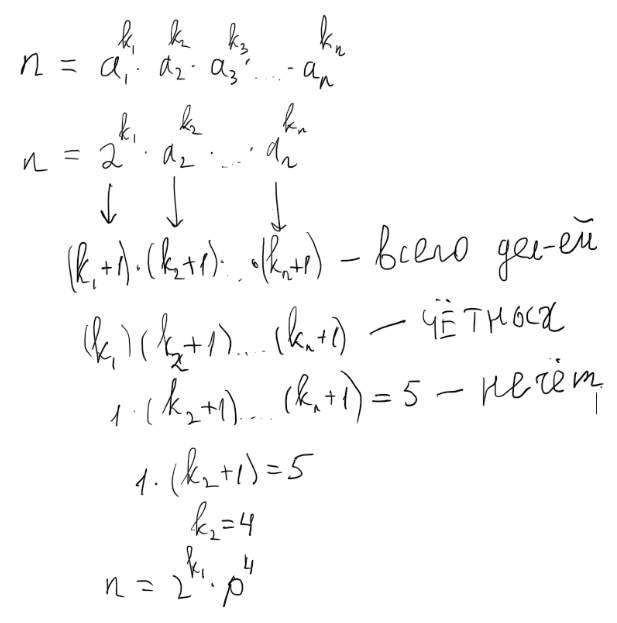 n = a₁^k₁ · a₂^k₂ · a₃^k₃ · ... · aₙ^kₙ
n = 2^k₁ · a₂^k₂ · ... · aₙ^kₙ
↓ ↓ ↓
(k₁+1)·(k₂+1)· ... ·(kₙ+1) – всего дел-ей
(k₁)(k₂+1)...(kₙ+1) – ЧЁТНЫХ
1·(k₂+1)...(kₙ+1) = 5 – нечёт
1·(k₂+1) = 5
k₂=4
n = 2^k₁ · p⁴